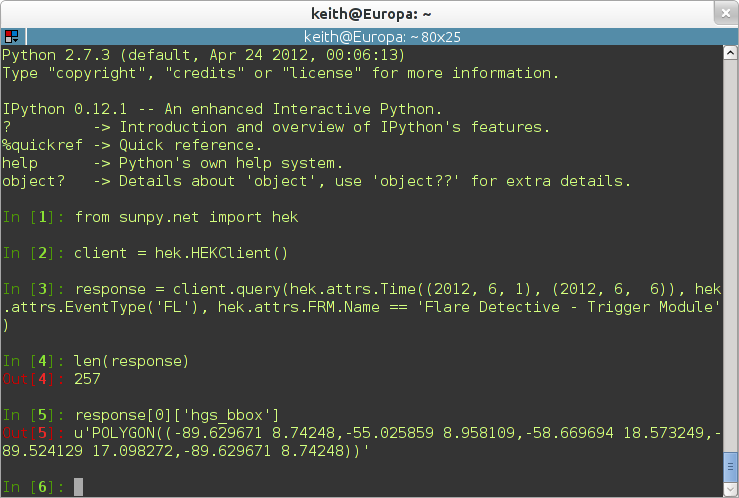 keith@Europa: ~
keith@Europa: ~80x25
Python 2.7.3 (default, Apr 24 2012, 00:06:13)
Type "copyright", "credits" or "license" for more information.
IPython 0.12.1 -- An enhanced Interactive Python.
?         -> Introduction and overview of IPython's features.
%quickref -> Quick reference.
help      -> Python's own help system.
object?   -> Details about 'object', use 'object??' for extra details.
In [1]: from sunpy.net import hek
In [2]: client = hek.HEKClient()
In [3]: response = client.query(hek.attrs.Time((2012, 6, 1), (2012, 6,  6)), hek
.attrs.EventType('FL'), hek.attrs.FRM.Name == 'Flare Detective - Trigger Module'
)
In [4]: len(response)
Out[4]: 257
In [5]: response[0]['hgs_bbox']
Out[5]: u'POLYGON((-89.629671 8.74248,-55.025859 8.958109,-58.669694 18.573249,-
89.524129 17.098272,-89.629671 8.74248))'
In [6]: